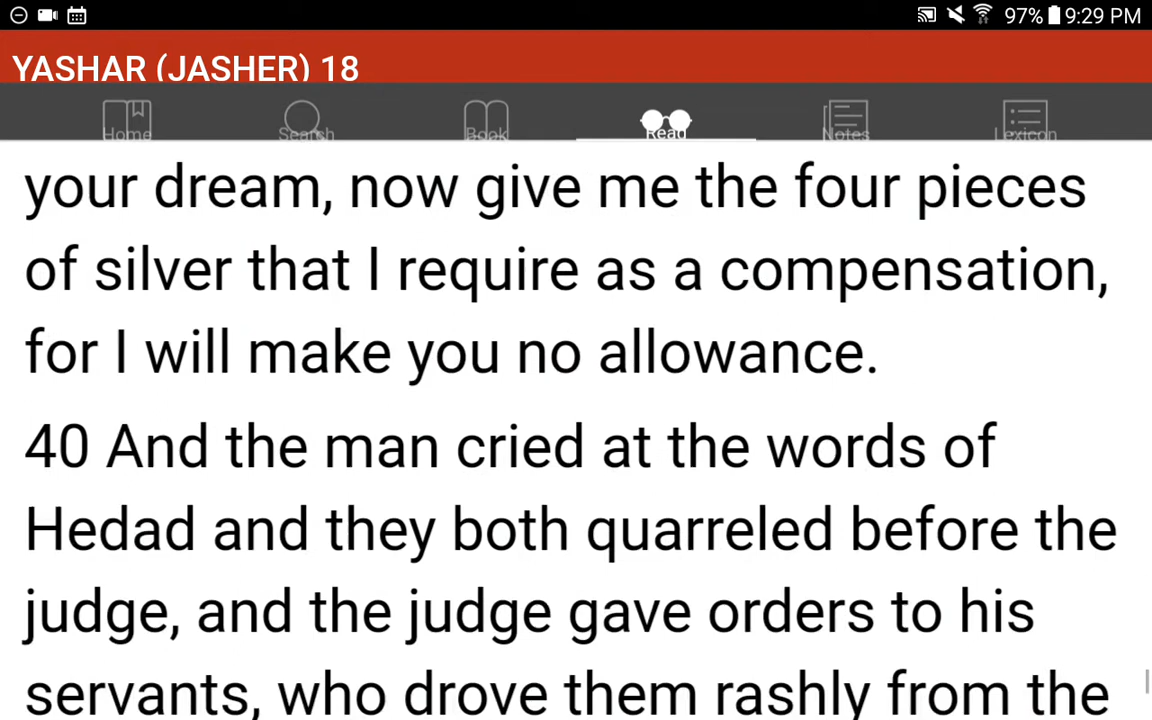 97% 9:29 PM
YASHAR (JASHER) 18
Home Search Book Read Notes Lexicon
your dream, now give me the four pieces
of silver that I require as a compensation,
for I will make you no allowance.
40 And the man cried at the words of
Hedad and they both quarreled before the
judge, and the judge gave orders to his
servants, who drove them rashly from the